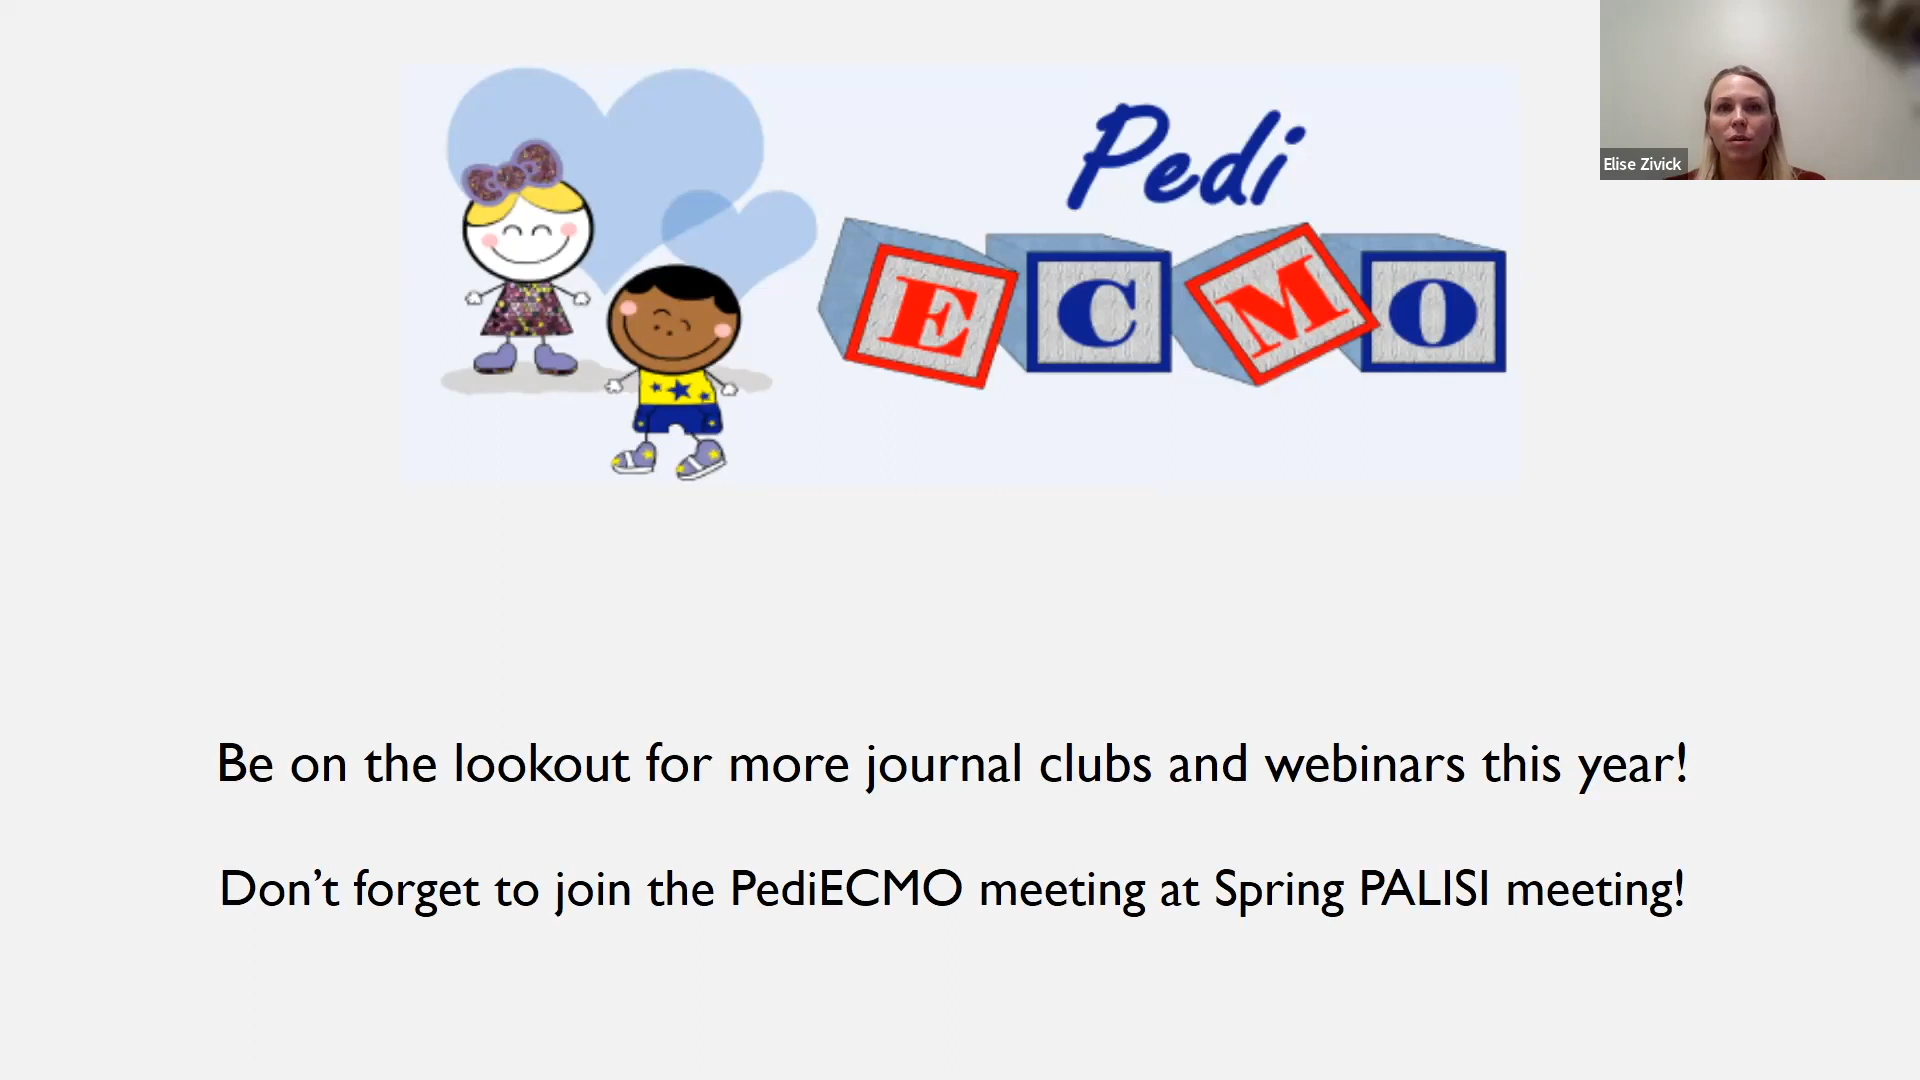 Pedi
ECMO
Elise Zivick
Be on the lookout for more journal clubs and webinars this year!
Don’t forget to join the PediECMO meeting at Spring PALISI meeting!